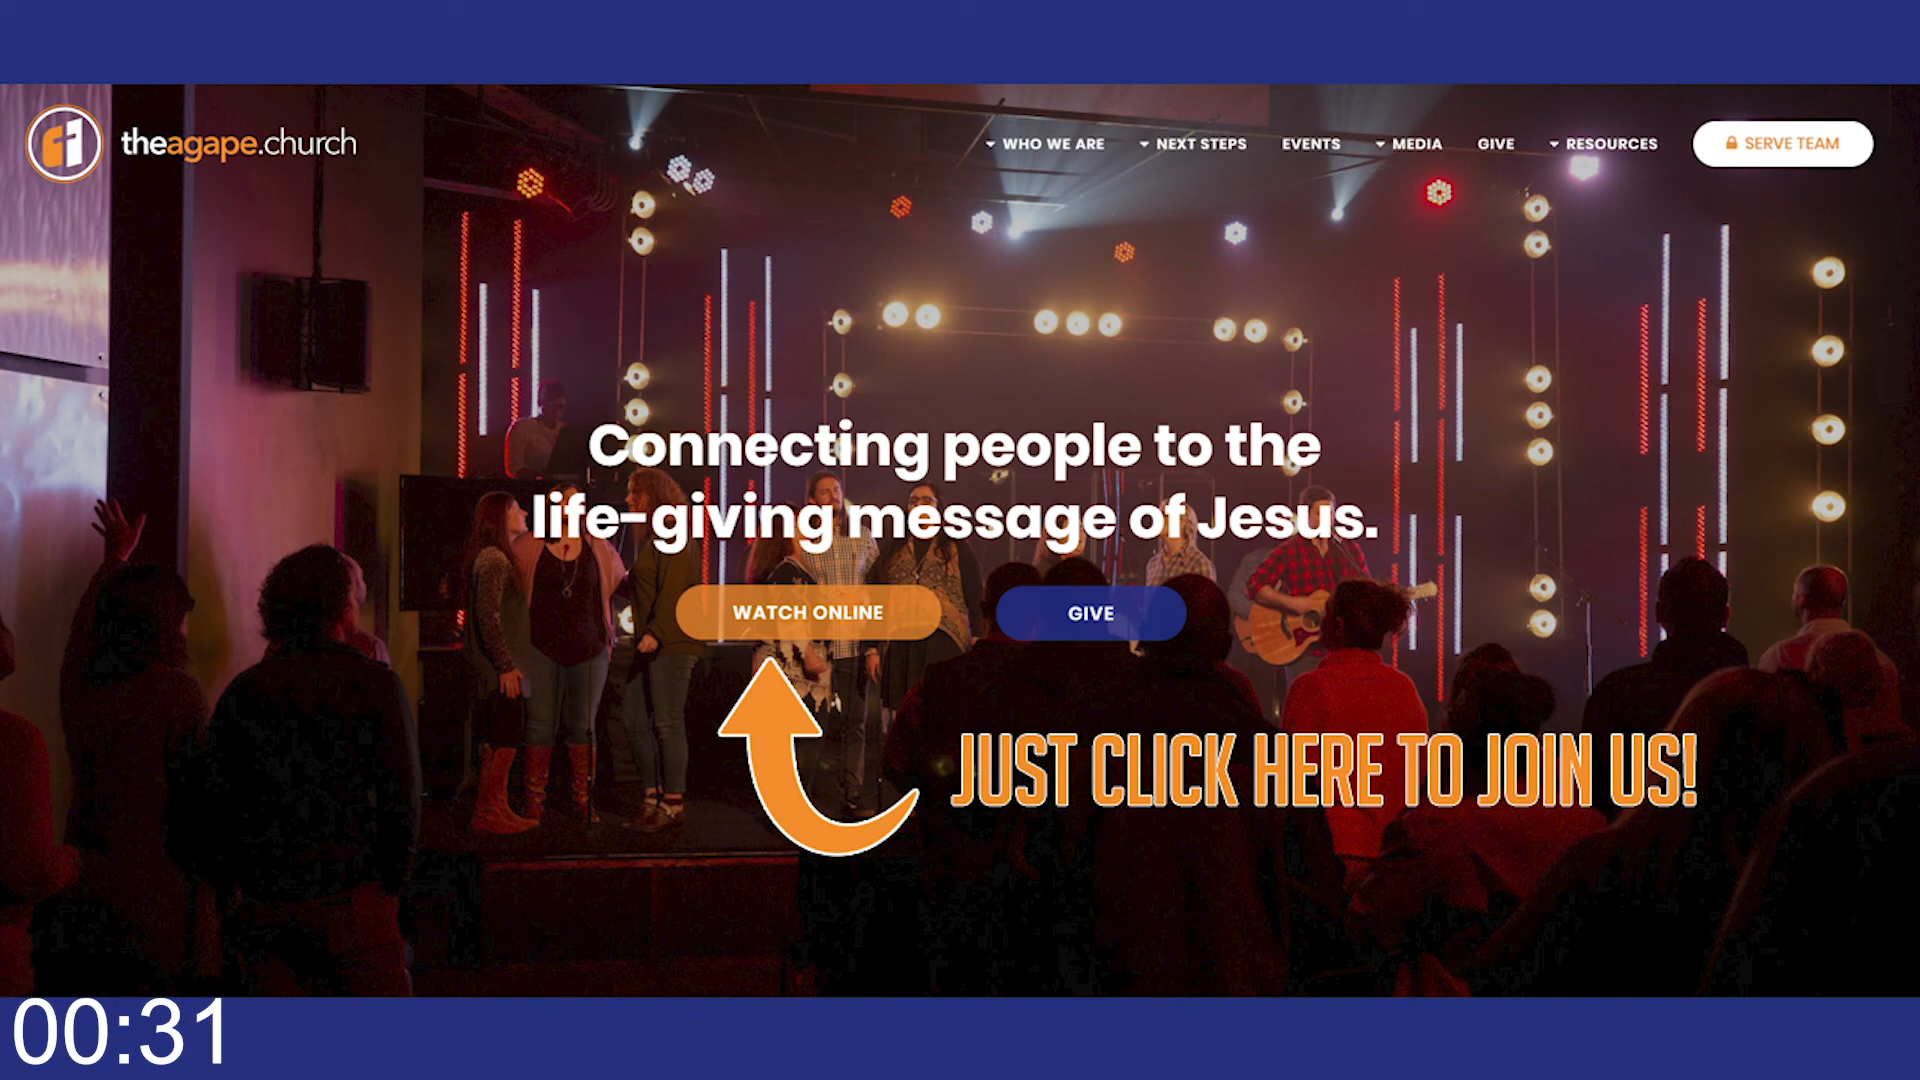 theagape.church
WHO WE ARE
NEXT STEPS
EVENTS
MEDIA
GIVE
RESOURCES
SERVE TEAM
Connecting people to the
life-giving message of Jesus.
WATCH ONLINE
GIVE
JUST CLICK HERE TO JOIN US!
00:31